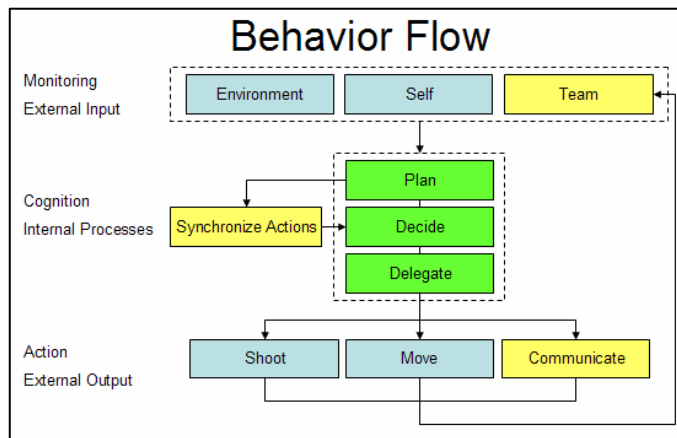 Behavior Flow
Monitoring
External Input
Environment
Self
Team
Cognition
Internal Processes
Plan
Synchronize Actions
Decide
Delegate
Action
External Output
Shoot
Move
Communicate